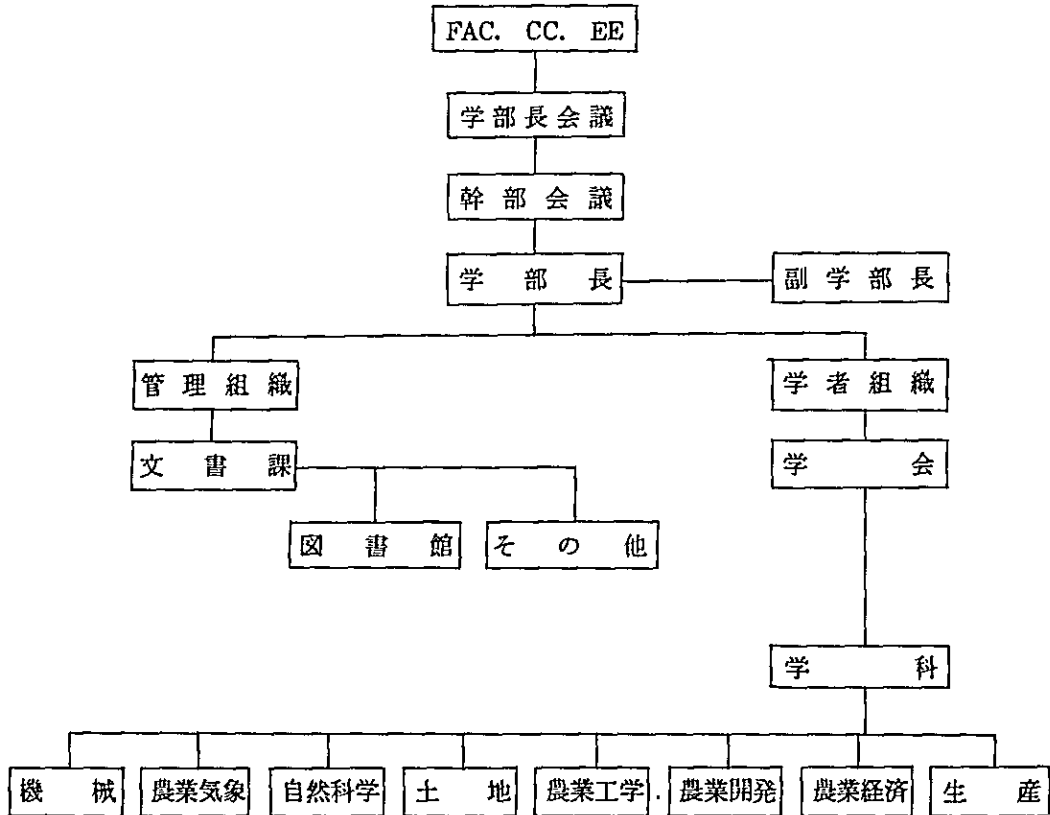 FAC. CC. EE
学部長会議
幹部会議
学部長
副学部長
管理組織
学者組織
文書課
学会
図書館
その他
学科
機械
農業気象
自然科学
土地
農業工学
農業開発
農業経済
生産